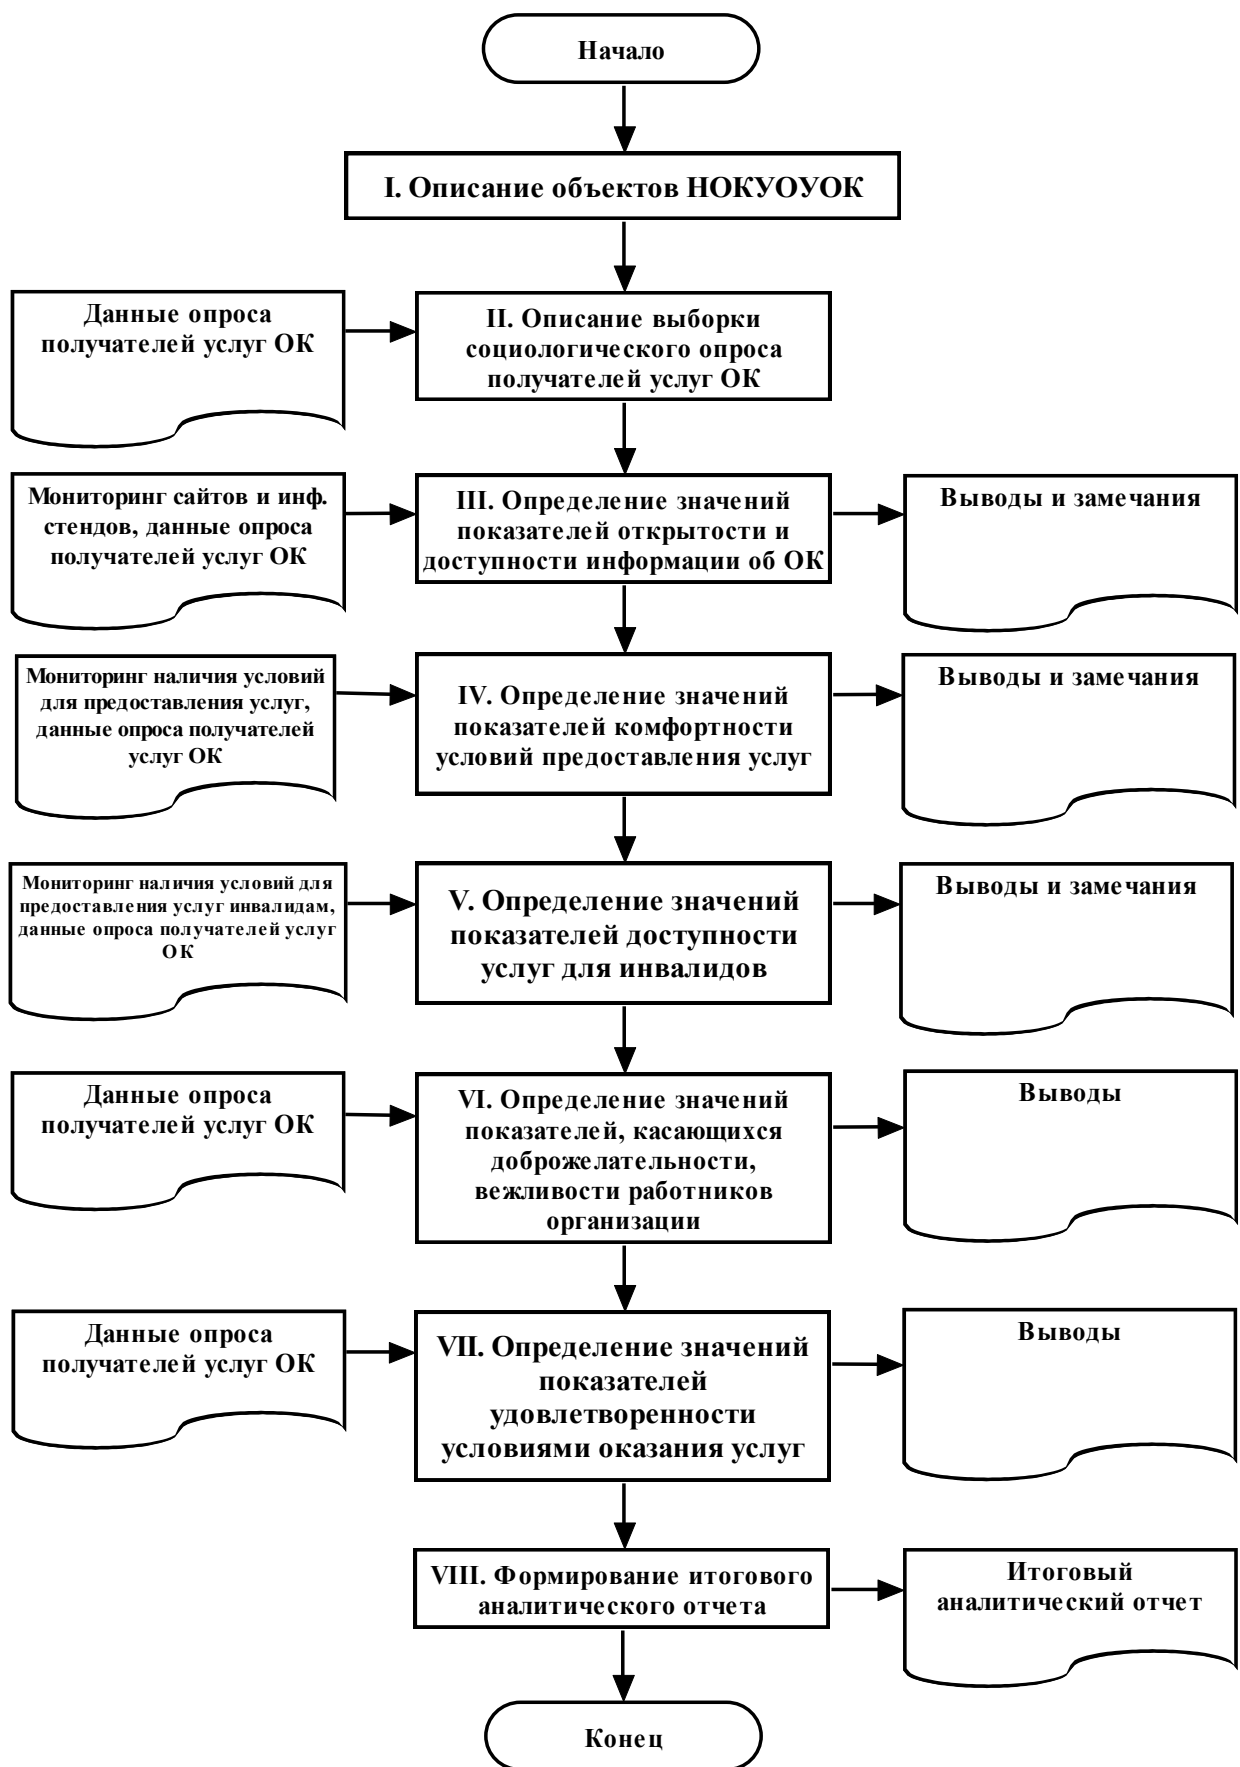 Начало
I. Описание объектов НОКУОУОК
Данные опроса
получателей услуг ОК
II. Описание выборки
социологического опроса
получателей услуг ОК
Мониторинг сайтов и инф.
стендов, данные опроса
получателей услуг ОК
III. Определение значений
показателей открытости и
доступности информации об ОК
Выводы и замечания
Мониторинг наличия условий
для предоставления услуг,
данные опроса получателей
услуг ОК
IV. Определение значений
показателей комфортности
условий предоставления услуг
Выводы и замечания
Мониторинг наличия условий для
предоставления услуг инвалидам,
данные опроса получателей услуг
ОК
V. Определение значений
показателей доступности
услуг для инвалидов
Выводы и замечания
Данные опроса
получателей услуг ОК
VI. Определение значений
показателей, касающихся
доброжелательности,
вежливости работников
организации
Выводы
Данные опроса
получателей услуг ОК
VII. Определение значений
показателей
удовлетворенности
условиями оказания услуг
Выводы
VIII. Формирование итогового
аналитического отчета
Итоговый
аналитический отчет
Конец